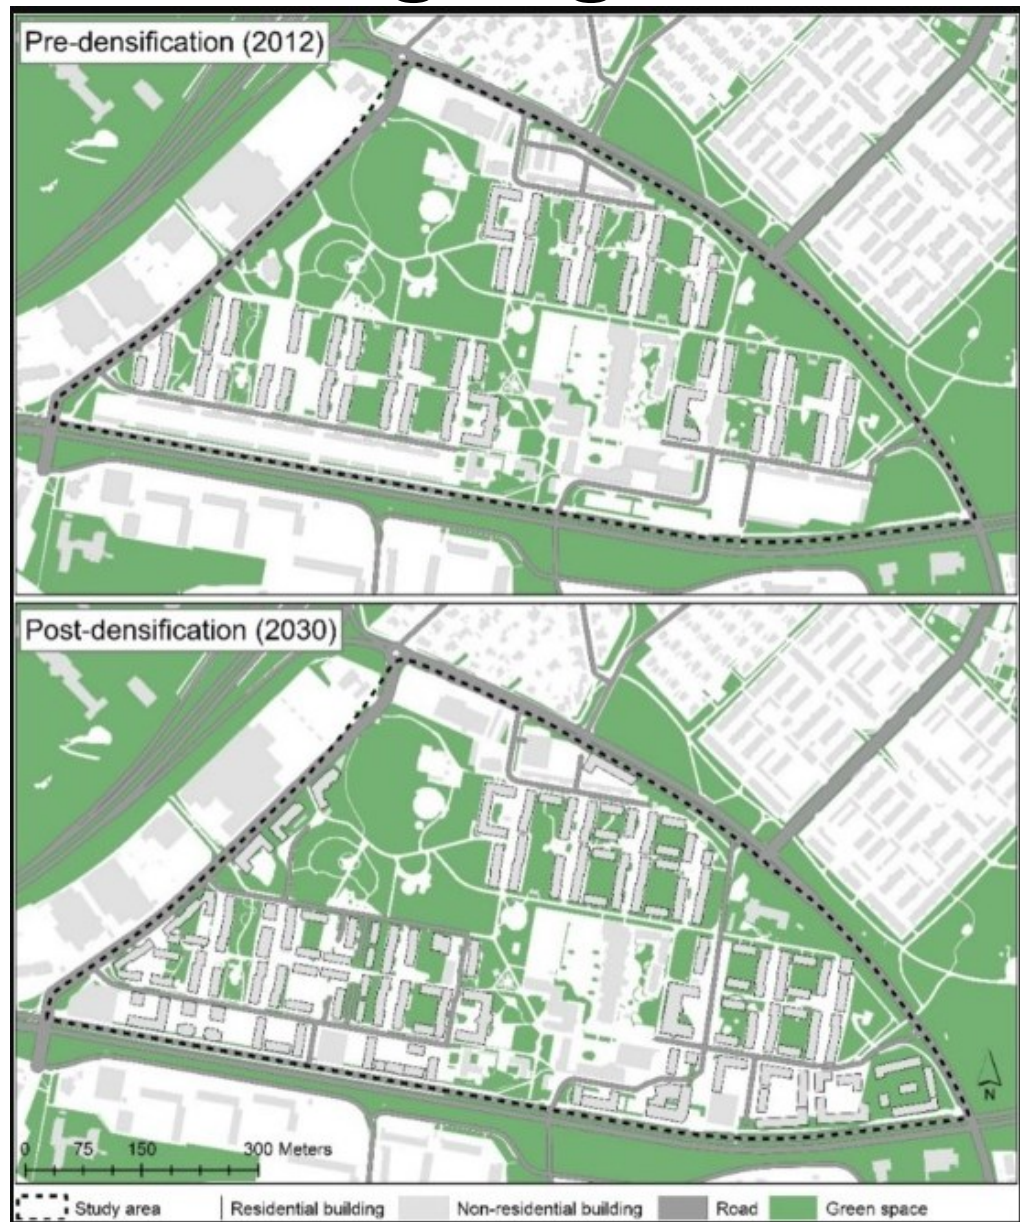 Pre-densification (2012)
Post-densification (2030)
N
0 75 150 300 Meters
Study area Residential building Non-residential building Road Green space